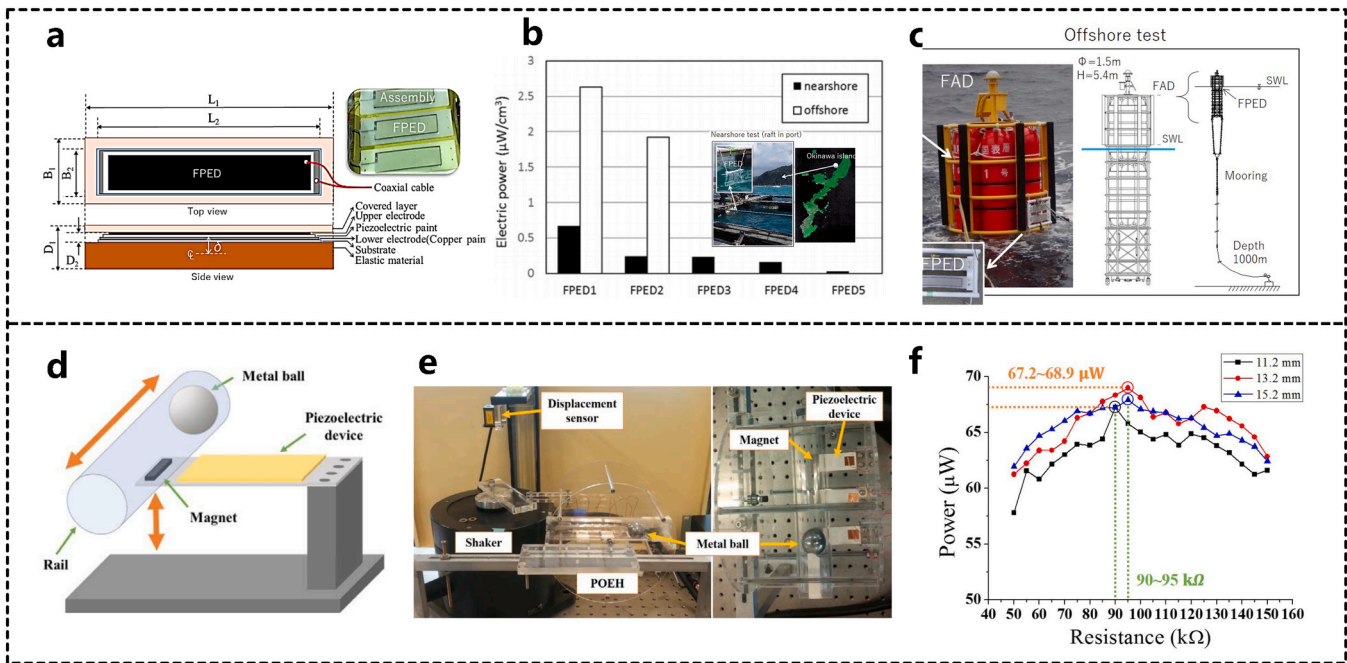 a
L₁
L₂
B₁
B₂
FPED
Top view
Assembly
FPED
Coaxial cable
Covered layer
Upper electrode
Piezoelectric paint
Lower electrode(Copper pain
Substrate
Elastic material
D₁
D₂
δ
Side view
b
Electric power (μW/cm³)
3
2.5
2
1.5
1
0.5
0
nearshore
offshore
Nearshore test (raft in port)
FPED
Okinawa island
FPED1 FPED2 FPED3 FPED4 FPED5
c
Offshore test
FAD
1
号
FPED
Φ=1.5m
H=5.4m
FAD
SWL
SWL
FPED
Mooring
Depth
1000m
d
Metal ball
Piezoelectric
device
Magnet
Rail
e
Displacement
sensor
Shaker
POEH
Metal ball
Magnet
Piezoelectric
device
f
67.2~68.9 μW
11.2 mm
13.2 mm
15.2 mm
90~95 kΩ
Power (μW)
70
65
60
55
50
40 50 60 70 80 90 100 110 120 130 140 150 160
Resistance (kΩ)